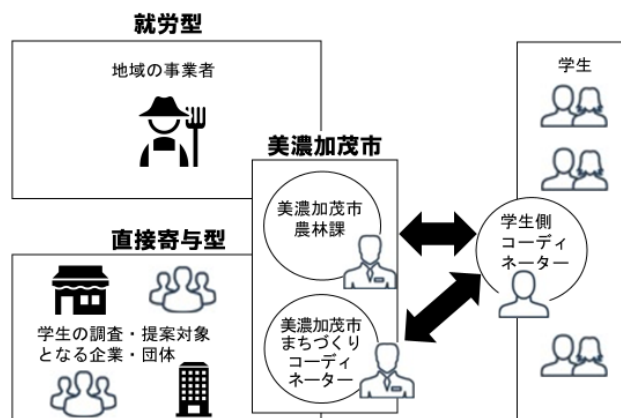 就労型
地域の事業者
学生
美濃加茂市
美濃加茂市
農林課
学生側
コーディ
ネーター
直接寄与型
学生の調査・提案対象
となる企業・団体
美濃加茂市
まちづくり
コーディ
ネーター